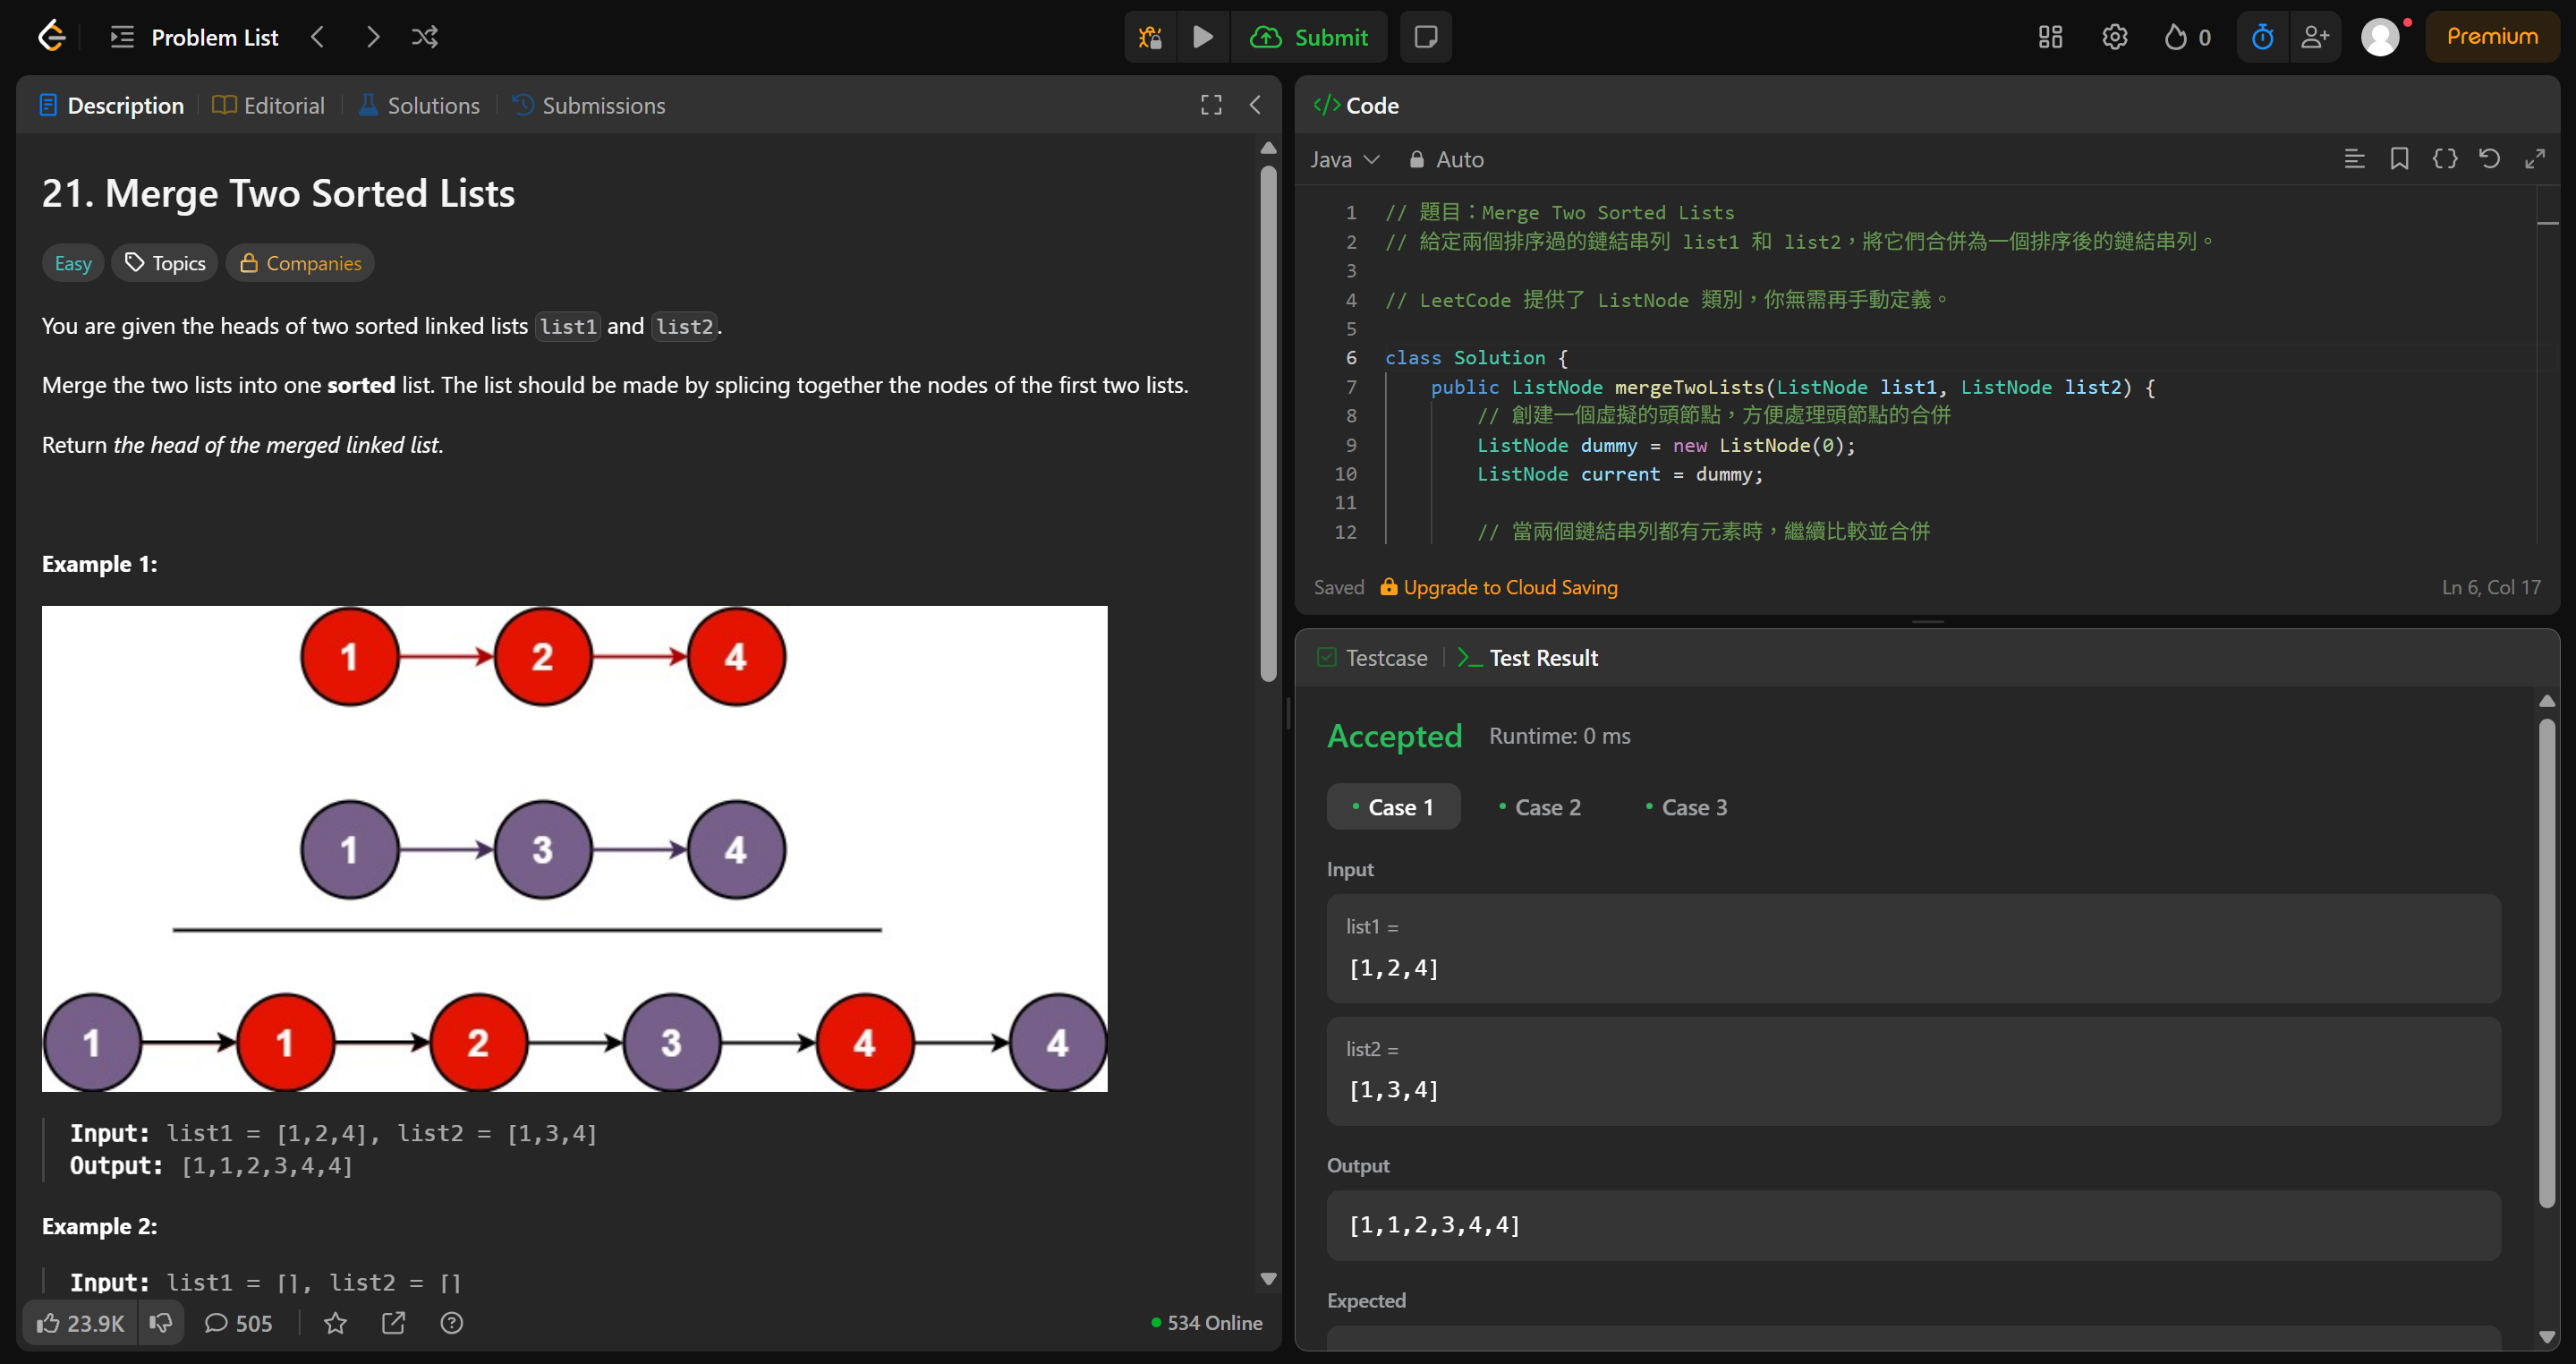 Problem List
Submit
0
Premium
Description
Editorial
Solutions
Submissions
21. Merge Two Sorted Lists
Easy
Topics
Companies
You are given the heads of two sorted linked lists list1 and list2.
Merge the two lists into one sorted list. The list should be made by splicing together the nodes of the first two lists.
Return the head of the merged linked list.
Example 1:
1 2 4
1 3 4
1 1 2 3 4 4
Input: list1 = [1,2,4], list2 = [1,3,4]
Output: [1,1,2,3,4,4]
Example 2:
Input: list1 = [], list2 = []
23.9K
505
534 Online
</> Code
Java
Auto
1 // 題目：Merge Two Sorted Lists
2 // 給定兩個排序過的鏈結串列 list1 和 list2，將它們合併為一個排序後的鏈結串列。
3
4 // LeetCode 提供了 ListNode 類別，你無需再手動定義。
5
6 class Solution {
7 public ListNode mergeTwoLists(ListNode list1, ListNode list2) {
8 // 創建一個虛擬的頭節點，方便處理頭節點的合併
9 ListNode dummy = new ListNode(0);
10 ListNode current = dummy;
11
12 // 當兩個鏈結串列都有元素時，繼續比較並合併
Saved
Upgrade to Cloud Saving
Ln 6, Col 17
Testcase
Test Result
Accepted
Runtime: 0 ms
Case 1
Case 2
Case 3
Input
list1 =
[1,2,4]
list2 =
[1,3,4]
Output
[1,1,2,3,4,4]
Expected